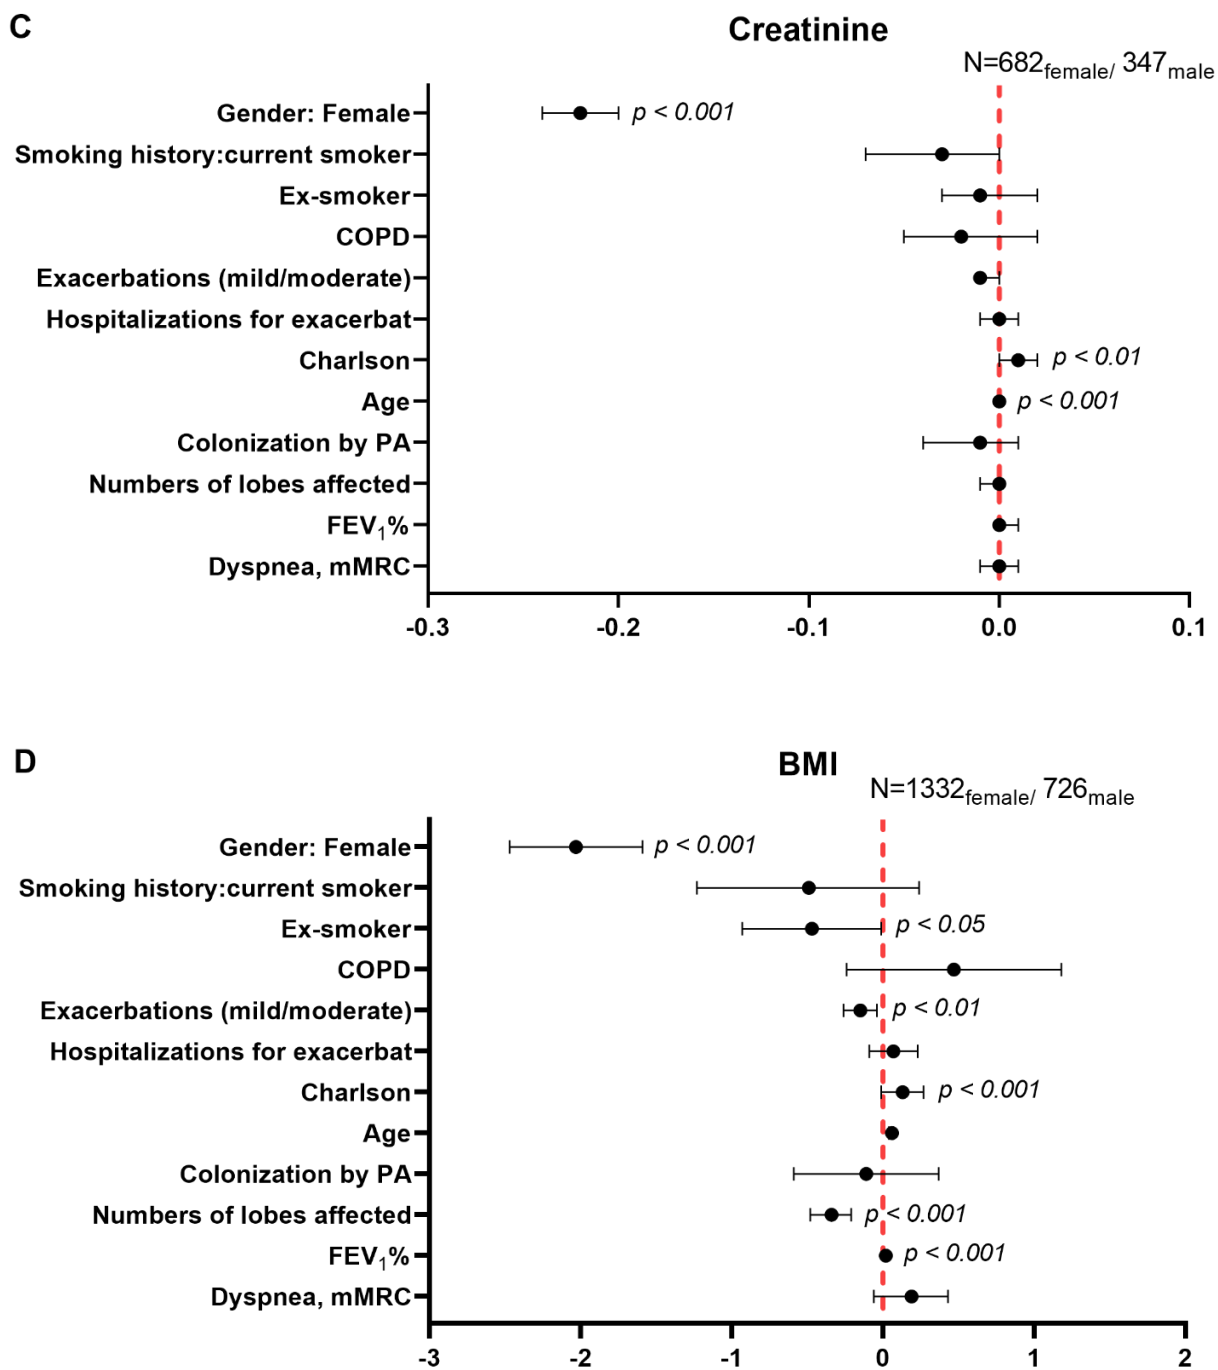 C
Creatinine
N=682female/ 347male
Gender: Female
p < 0.001
Smoking history:current smoker
Ex-smoker
COPD
Exacerbations (mild/moderate)
Hospitalizations for exacerbat
Charlson
p < 0.01
Age
p < 0.001
Colonization by PA
Numbers of lobes affected
FEV1%
Dyspnea, mMRC
-0.3 -0.2 -0.1 0.0 0.1
D
BMI
N=1332female/ 726male
Gender: Female
p < 0.001
Smoking history:current smoker
Ex-smoker
p < 0.05
COPD
Exacerbations (mild/moderate)
p < 0.01
Hospitalizations for exacerbat
Charlson
p < 0.001
Age
Colonization by PA
Numbers of lobes affected
p < 0.001
FEV1%
p < 0.001
Dyspnea, mMRC
-3 -2 -1 0 1 2